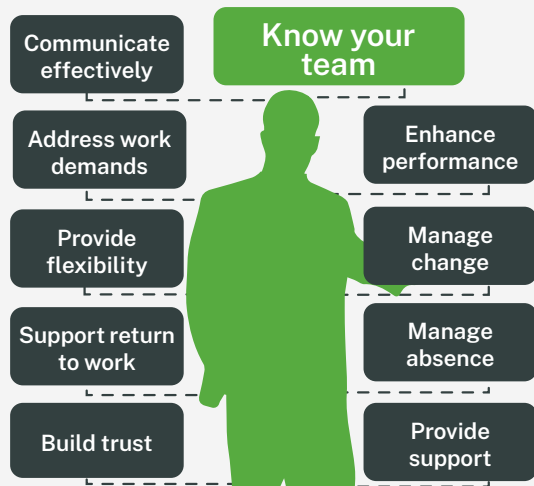 Communicate
effectively
Know your
team
Address work
demands
Enhance
performance
Provide
flexibility
Manage
change
Support return
to work
Manage
absence
Build trust
Provide
support